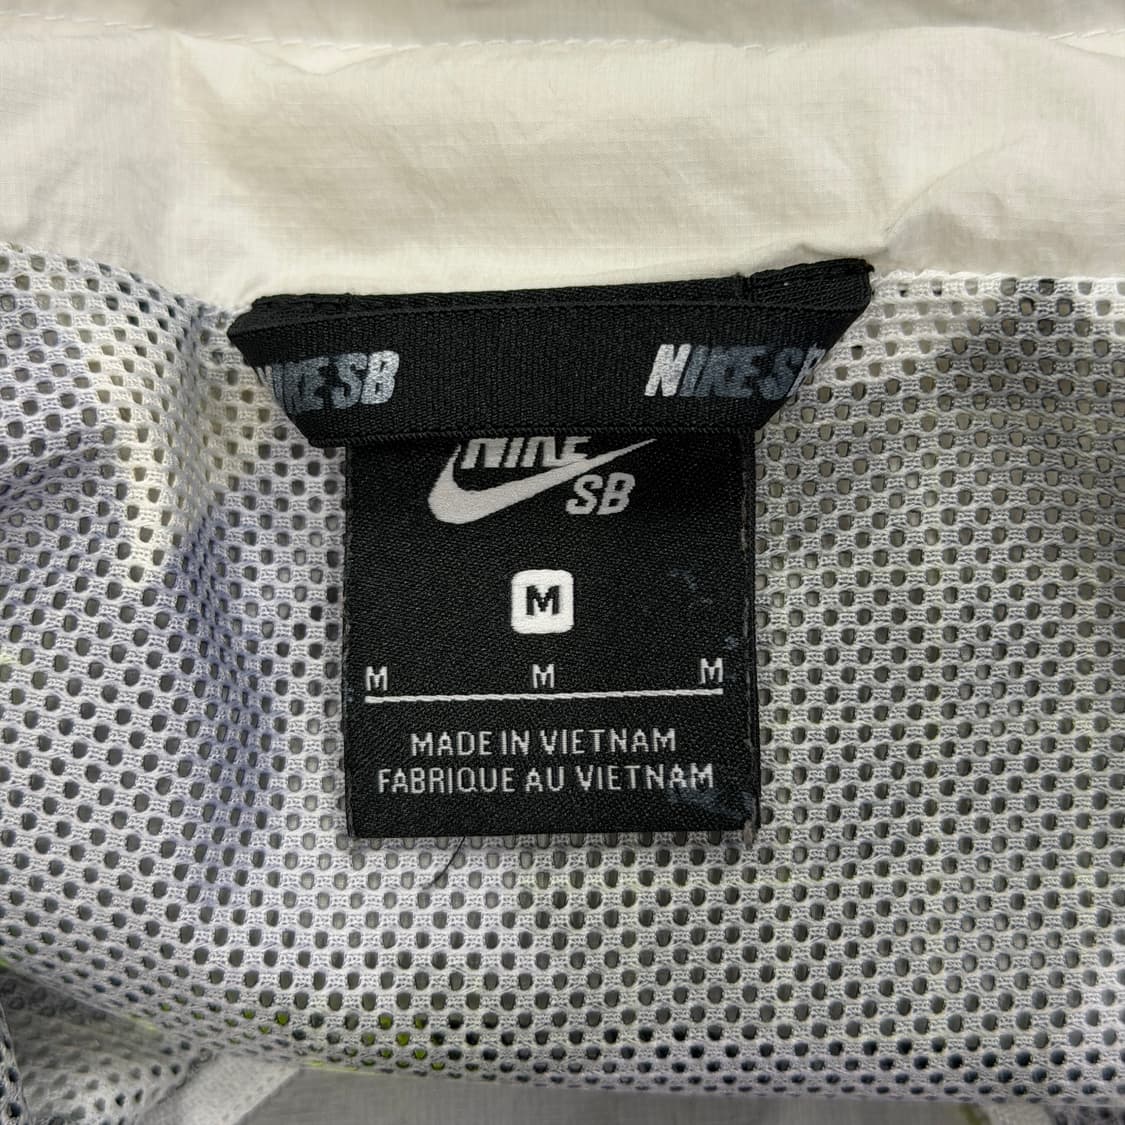 NIKE SB NIKE SB
NIKE
SB
M
M M M
MADE IN VIETNAM
FABRIQUE AU VIETNAM